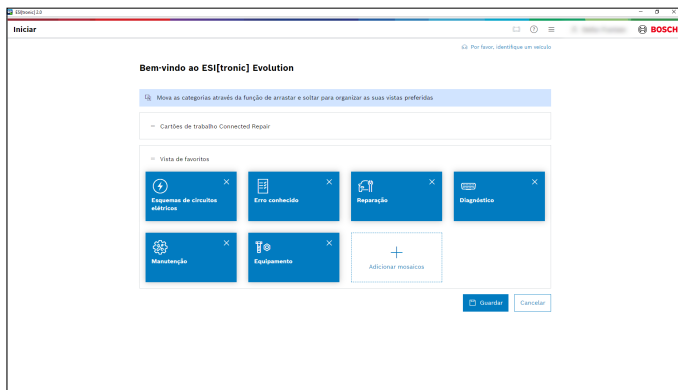 ESI[tronic] 2.0
Iniciar
BOSCH
Por favor, identifique um veículo
Bem-vindo ao ESI[tronic] Evolution
Mova as categorias através da função de arrastar e soltar para organizar as suas vistas preferidas
Cartões de trabalho Connected Repair
Vista de favoritos
Esquemas de circuitos
elétricos
Erro conhecido
Reparação
Diagnóstico
Manutenção
Equipamento
Adicionar mosaicos
Guardar
Cancelar